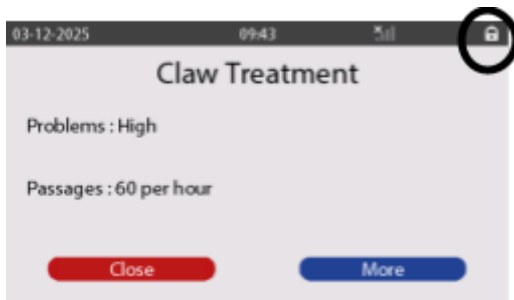 03-12-2025 09:43
Claw Treatment
Problems : High
Passages : 60 per hour
Close More